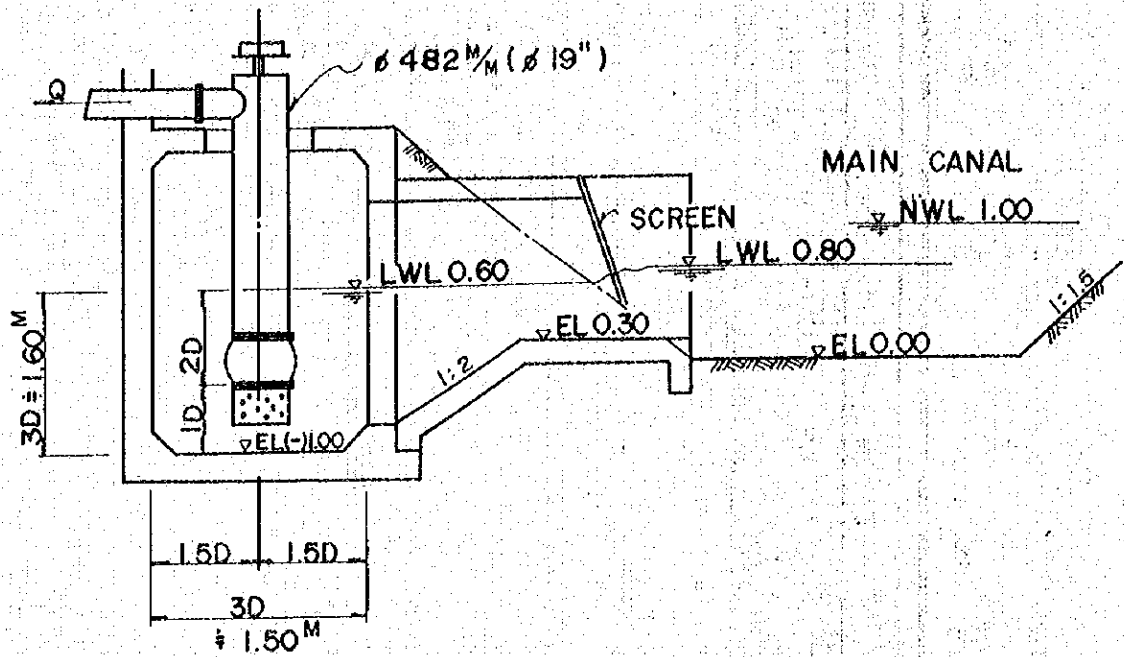 φ 482 M/M (φ 19")
Q
MAIN CANAL
NWL 1.00
SCREEN
LWL 0.60
LWL 0.80
EL 0.30
EL 0.00
1:1.5
1:2
3D ≑ 1.60 M
2D
1D
EL(-)1.00
1.5D
1.5D
3D
≑ 1.50 M